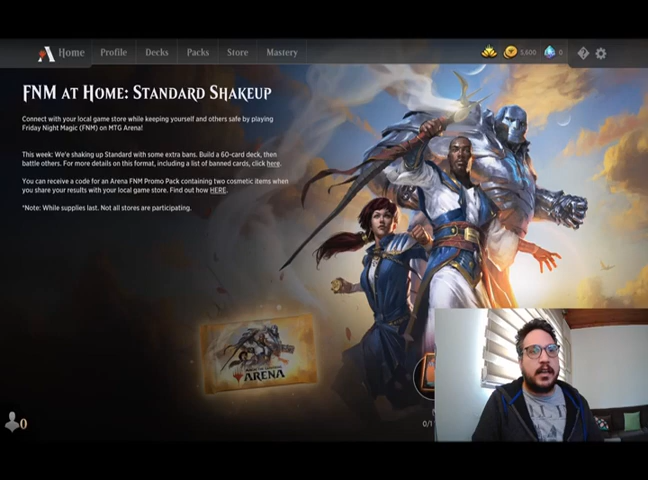 Home Profile Decks Packs Store Mastery 5,600 0 ?
FNM AT HOME: STANDARD SHAKEUP
Connect with your local game store while keeping yourself and others safe by playing
Friday Night Magic (FNM) on MTG Arena!
This week: We're shaking up Standard with some extra bans. Build a 60-card deck, then
battle others. For more details on this format, including a list of banned cards, click here.
You can receive a code for an Arena FNM Promo Pack containing two cosmetic items when
you share your results with your local game store. Find out how HERE.
*Note: While supplies last. Not all stores are participating.
ARENA
0
0/1